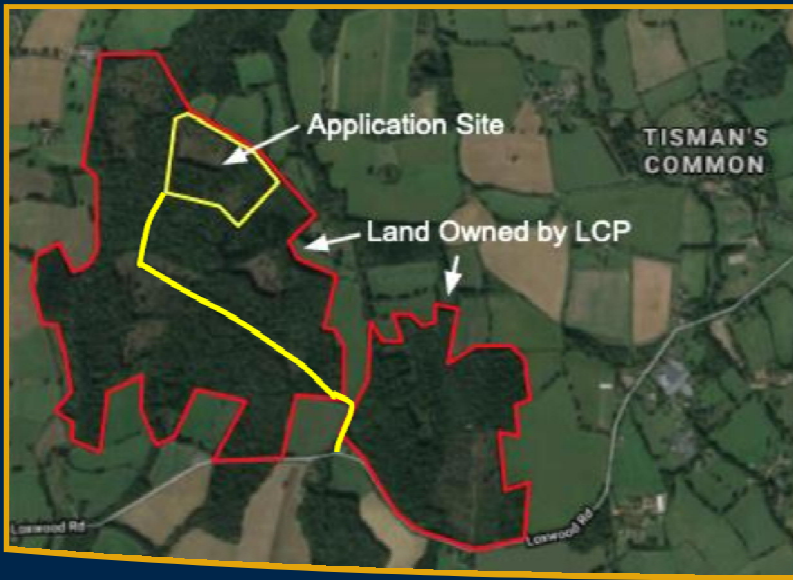 Application Site
TISMAN'S
COMMON
Land Owned by LCP
Loxwood Rd
Loxwood Rd